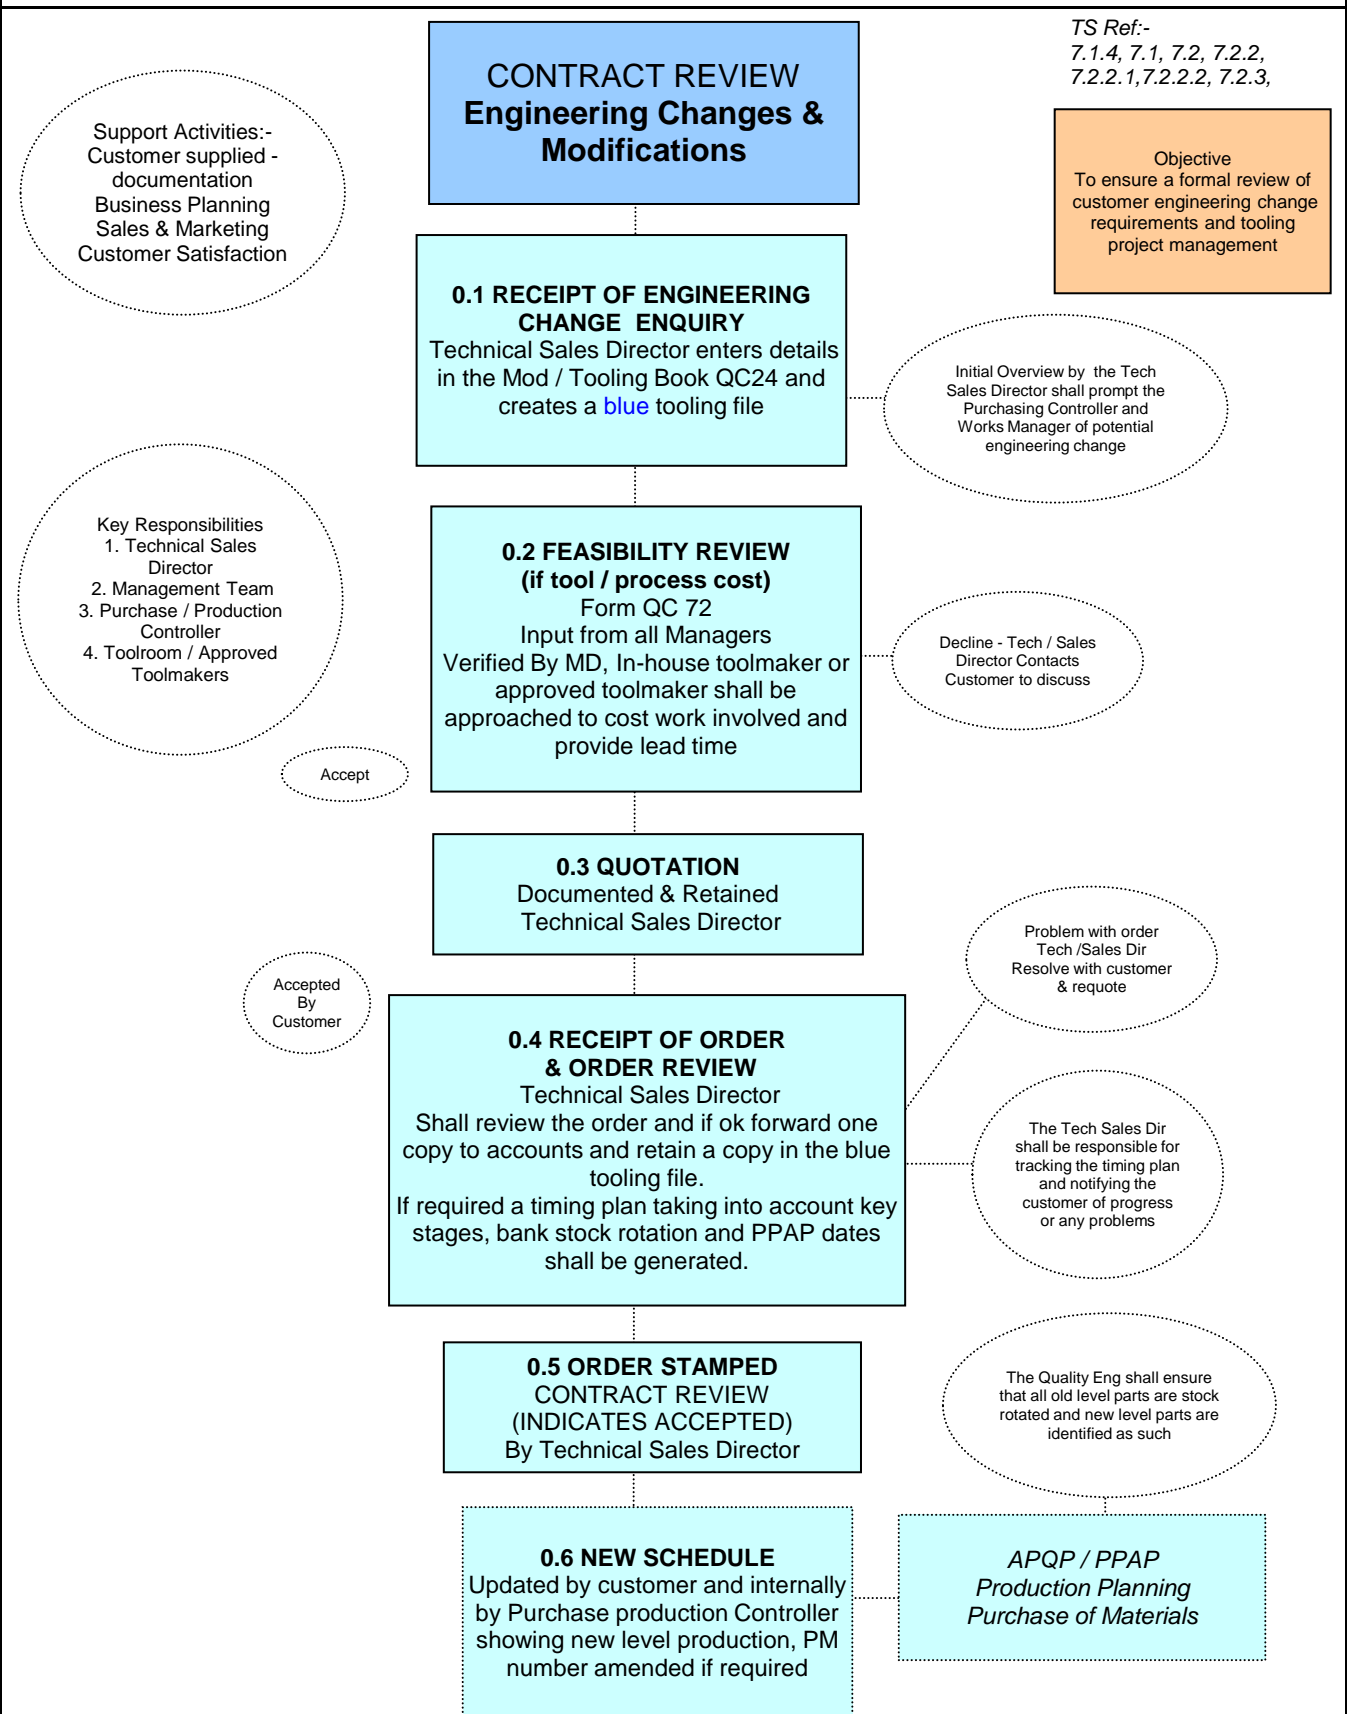 TS Ref:-
7.1.4, 7.1, 7.2, 7.2.2,
7.2.2.1,7.2.2.2, 7.2.3,
CONTRACT REVIEW
Engineering Changes &
Modifications
Support Activities:-
Customer supplied -
documentation
Business Planning
Sales & Marketing
Customer Satisfaction
Objective
To ensure a formal review of
customer engineering change
requirements and tooling
project management
0.1 RECEIPT OF ENGINEERING
CHANGE ENQUIRY
Technical Sales Director enters details
in the Mod / Tooling Book QC24 and
creates a blue tooling file
Initial Overview by the Tech
Sales Director shall prompt the
Purchasing Controller and
Works Manager of potential
engineering change
Key Responsibilities
1. Technical Sales
Director
2. Management Team
3. Purchase / Production
Controller
4. Toolroom / Approved
Toolmakers
0.2 FEASIBILITY REVIEW
(if tool / process cost)
Form QC 72
Input from all Managers
Verified By MD, In-house toolmaker or
approved toolmaker shall be
approached to cost work involved and
provide lead time
Decline - Tech / Sales
Director Contacts
Customer to discuss
Accept
0.3 QUOTATION
Documented & Retained
Technical Sales Director
Accepted
By
Customer
Problem with order
Tech /Sales Dir
Resolve with customer
& requote
0.4 RECEIPT OF ORDER
& ORDER REVIEW
Technical Sales Director
Shall review the order and if ok forward one
copy to accounts and retain a copy in the blue
tooling file.
If required a timing plan taking into account key
stages, bank stock rotation and PPAP dates
shall be generated.
The Tech Sales Dir
shall be responsible for
tracking the timing plan
and notifying the
customer of progress
or any problems
0.5 ORDER STAMPED
CONTRACT REVIEW
(INDICATES ACCEPTED)
By Technical Sales Director
The Quality Eng shall ensure
that all old level parts are stock
rotated and new level parts are
identified as such
0.6 NEW SCHEDULE
Updated by customer and internally
by Purchase production Controller
showing new level production, PM
number amended if required
APQP / PPAP
Production Planning
Purchase of Materials